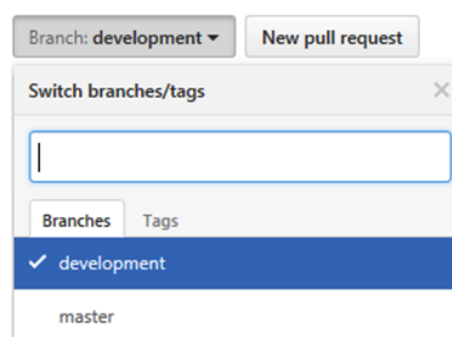 Branch: development New pull request
Switch branches/tags
Branches Tags
development
master